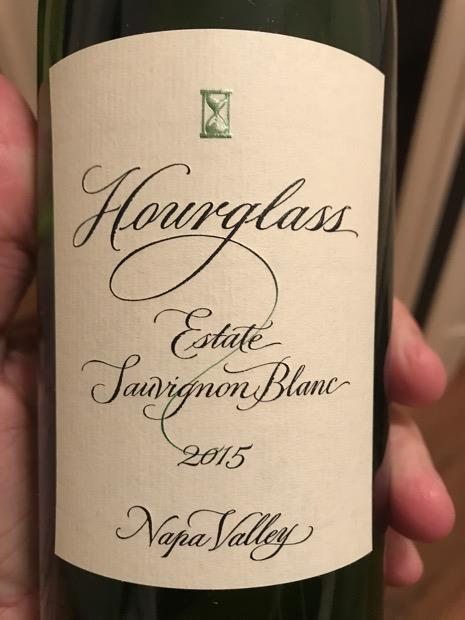 Hourglass
Estate
Sauvignon Blanc
2015
Napa Valley